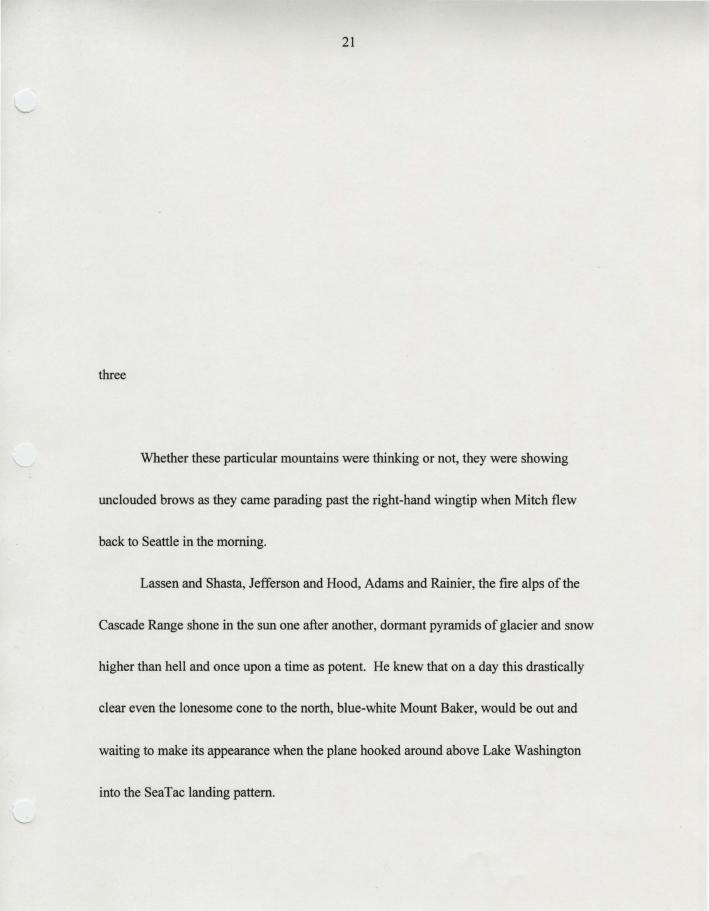 21
three
Whether these particular mountains were thinking or not, they were showing
unclouded brows as they came parading past the right-hand wingtip when Mitch flew
back to Seattle in the morning.
Lassen and Shasta, Jefferson and Hood, Adams and Rainier, the fire alps of the
Cascade Range shone in the sun one after another, dormant pyramids of glacier and snow
higher than hell and once upon a time as potent.  He knew that on a day this drastically
clear even the lonesome cone to the north, blue-white Mount Baker, would be out and
waiting to make its appearance when the plane hooked around above Lake Washington
into the SeaTac landing pattern.